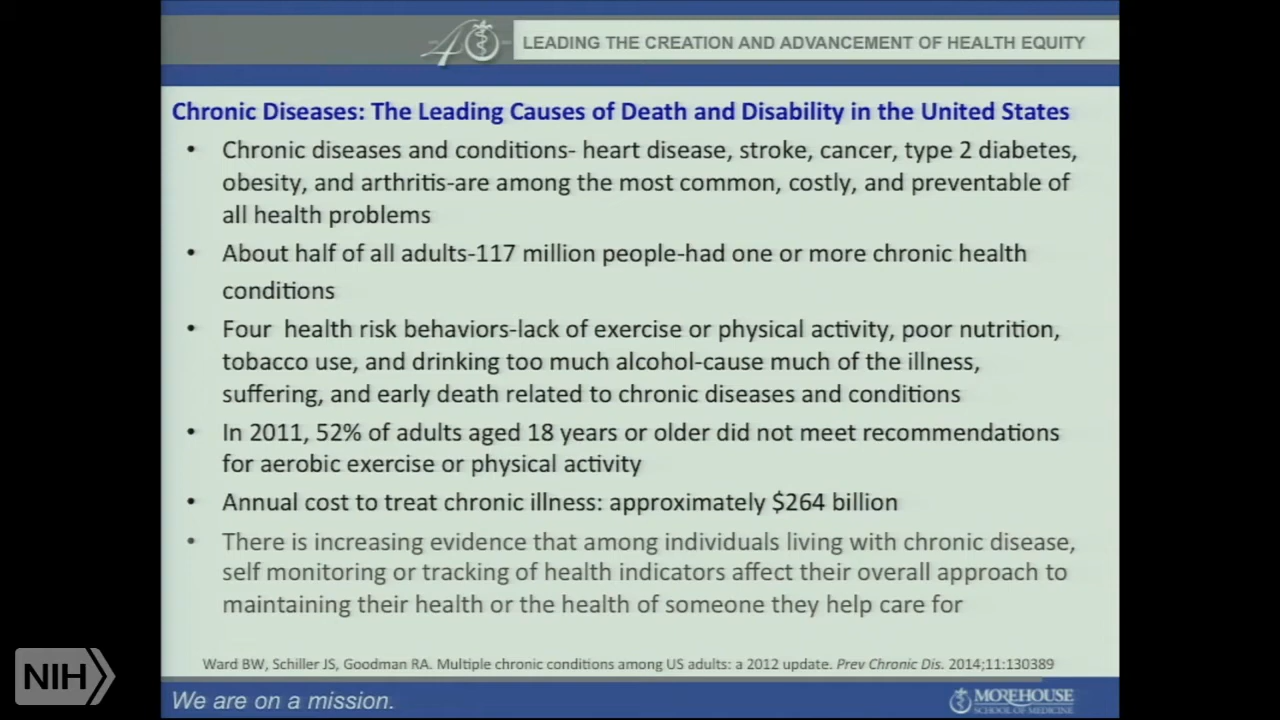 40 LEADING THE CREATION AND ADVANCEMENT OF HEALTH EQUITY
Chronic Diseases: The Leading Causes of Death and Disability in the United States
• Chronic diseases and conditions- heart disease, stroke, cancer, type 2 diabetes,
obesity, and arthritis-are among the most common, costly, and preventable of
all health problems
• About half of all adults-117 million people-had one or more chronic health
conditions
• Four  health risk behaviors-lack of exercise or physical activity, poor nutrition,
tobacco use, and drinking too much alcohol-cause much of the illness,
suffering, and early death related to chronic diseases and conditions
• In 2011, 52% of adults aged 18 years or older did not meet recommendations
for aerobic exercise or physical activity
• Annual cost to treat chronic illness: approximately $264 billion
• There is increasing evidence that among individuals living with chronic disease,
self monitoring or tracking of health indicators affect their overall approach to
maintaining their health or the health of someone they help care for
Ward BW, Schiller JS, Goodman RA. Multiple chronic conditions among US adults: a 2012 update. Prev Chronic Dis. 2014;11:130389
NIH
We are on a mission.
MOREHOUSE
SCHOOL OF MEDICINE